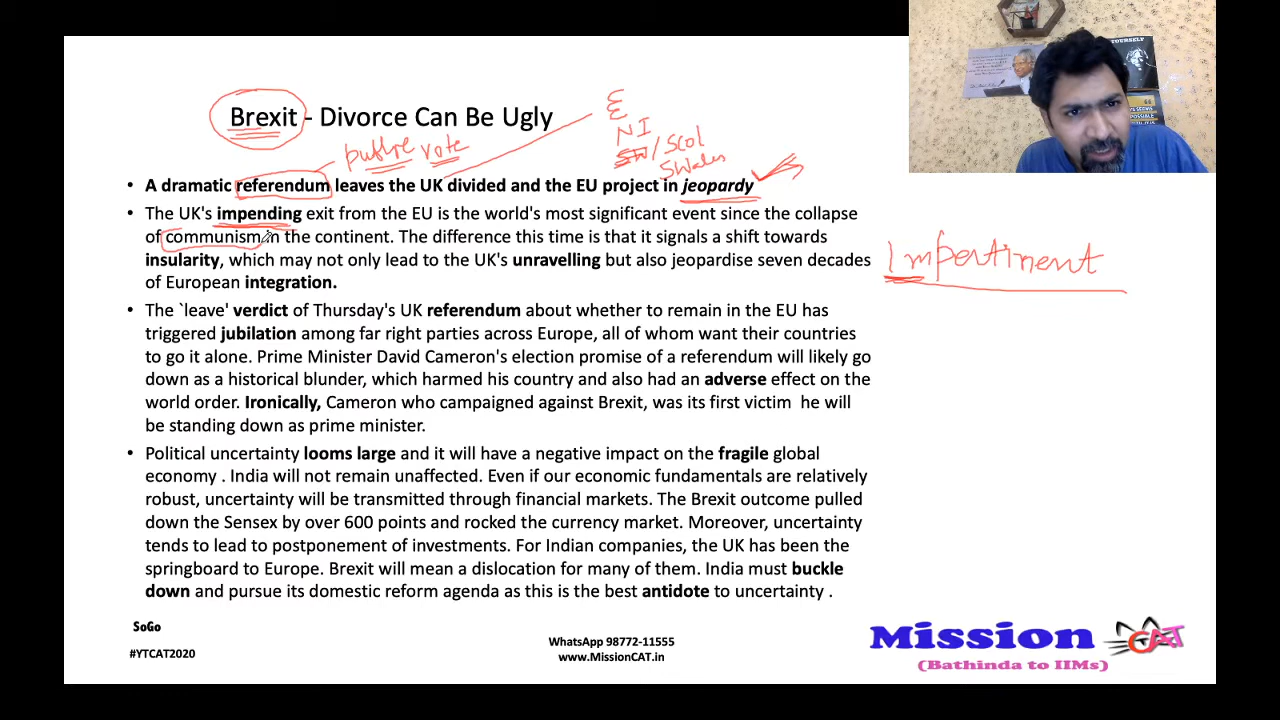 Brexit - Divorce Can Be Ugly
E
NI
/ Scol
Wales
public vote
• A dramatic referendum leaves the UK divided and the EU project in jeopardy
• The UK's impending exit from the EU is the world's most significant event since the collapse
of communism in the continent. The difference this time is that it signals a shift towards
insularity, which may not only lead to the UK's unravelling but also jeopardise seven decades
of European integration.
Impertinent
• The `leave' verdict of Thursday's UK referendum about whether to remain in the EU has
triggered jubilation among far right parties across Europe, all of whom want their countries
to go it alone. Prime Minister David Cameron's election promise of a referendum will likely go
down as a historical blunder, which harmed his country and also had an adverse effect on the
world order. Ironically, Cameron who campaigned against Brexit, was its first victim he will
be standing down as prime minister.
• Political uncertainty looms large and it will have a negative impact on the fragile global
economy . India will not remain unaffected. Even if our economic fundamentals are relatively
robust, uncertainty will be transmitted through financial markets. The Brexit outcome pulled
down the Sensex by over 600 points and rocked the currency market. Moreover, uncertainty
tends to lead to postponement of investments. For Indian companies, the UK has been the
springboard to Europe. Brexit will mean a dislocation for many of them. India must buckle
down and pursue its domestic reform agenda as this is the best antidote to uncertainty .
SoGo
#YTCAT2020
WhatsApp 98772-11555
www.MissionCAT.in
Mission CAT
(Bathinda to IIMs)